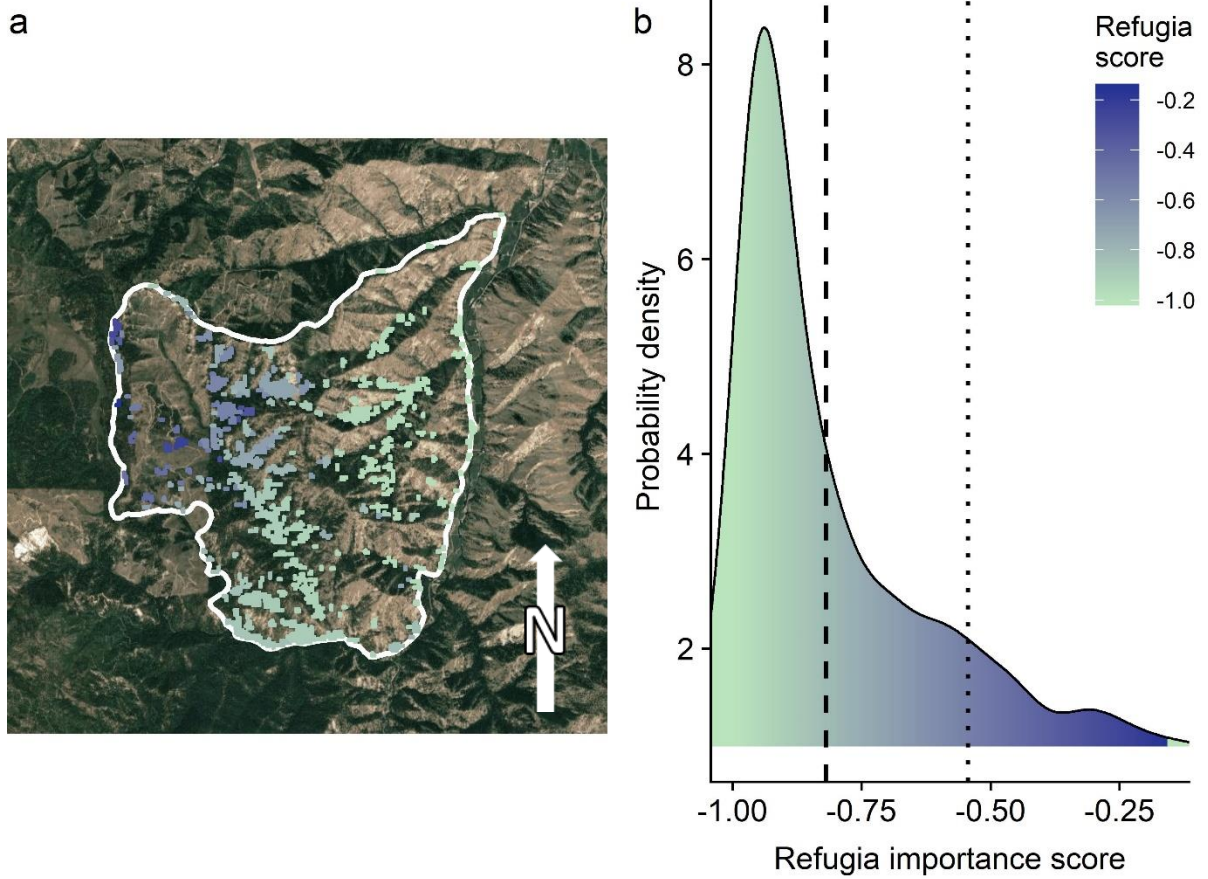 a
N
b
Refugia
score
-0.2
-0.4
-0.6
-0.8
-1.0
Probability density
8
6
4
2
-1.00 -0.75 -0.50 -0.25
Refugia importance score